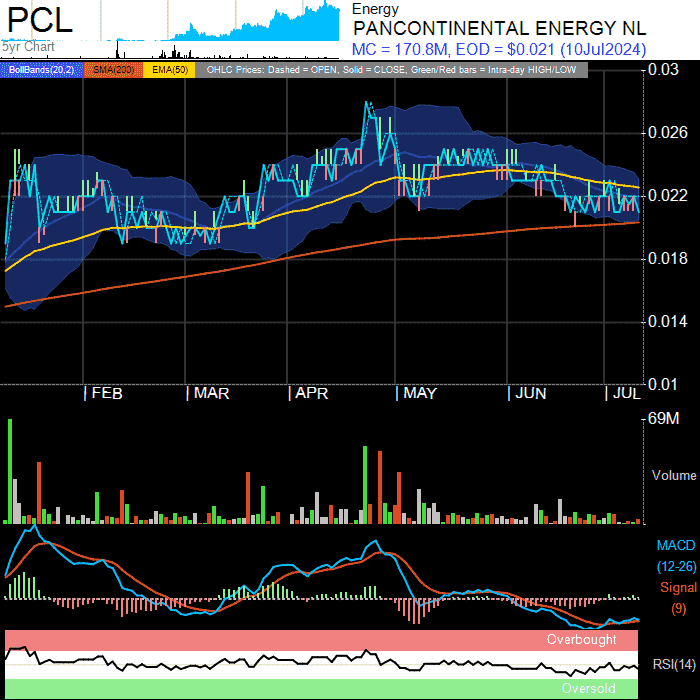 PCL
5yr Chart
Energy
PANCONTINENTAL ENERGY NL
MC = 170.8M, EOD = $0.021 (10Jul2024)
BollBands(20,2) SMA(200) EMA(50) OHLC Prices: Dashed = OPEN, Solid = CLOSE, Green/Red bars = Intra-day HIGH/LOW
0.03
0.026
0.022
0.018
0.014
0.01
FEB MAR APR MAY JUN JUL
69M
Volume
MACD
(12-26)
Signal
(9)
Overbought
RSI(14)
Oversold